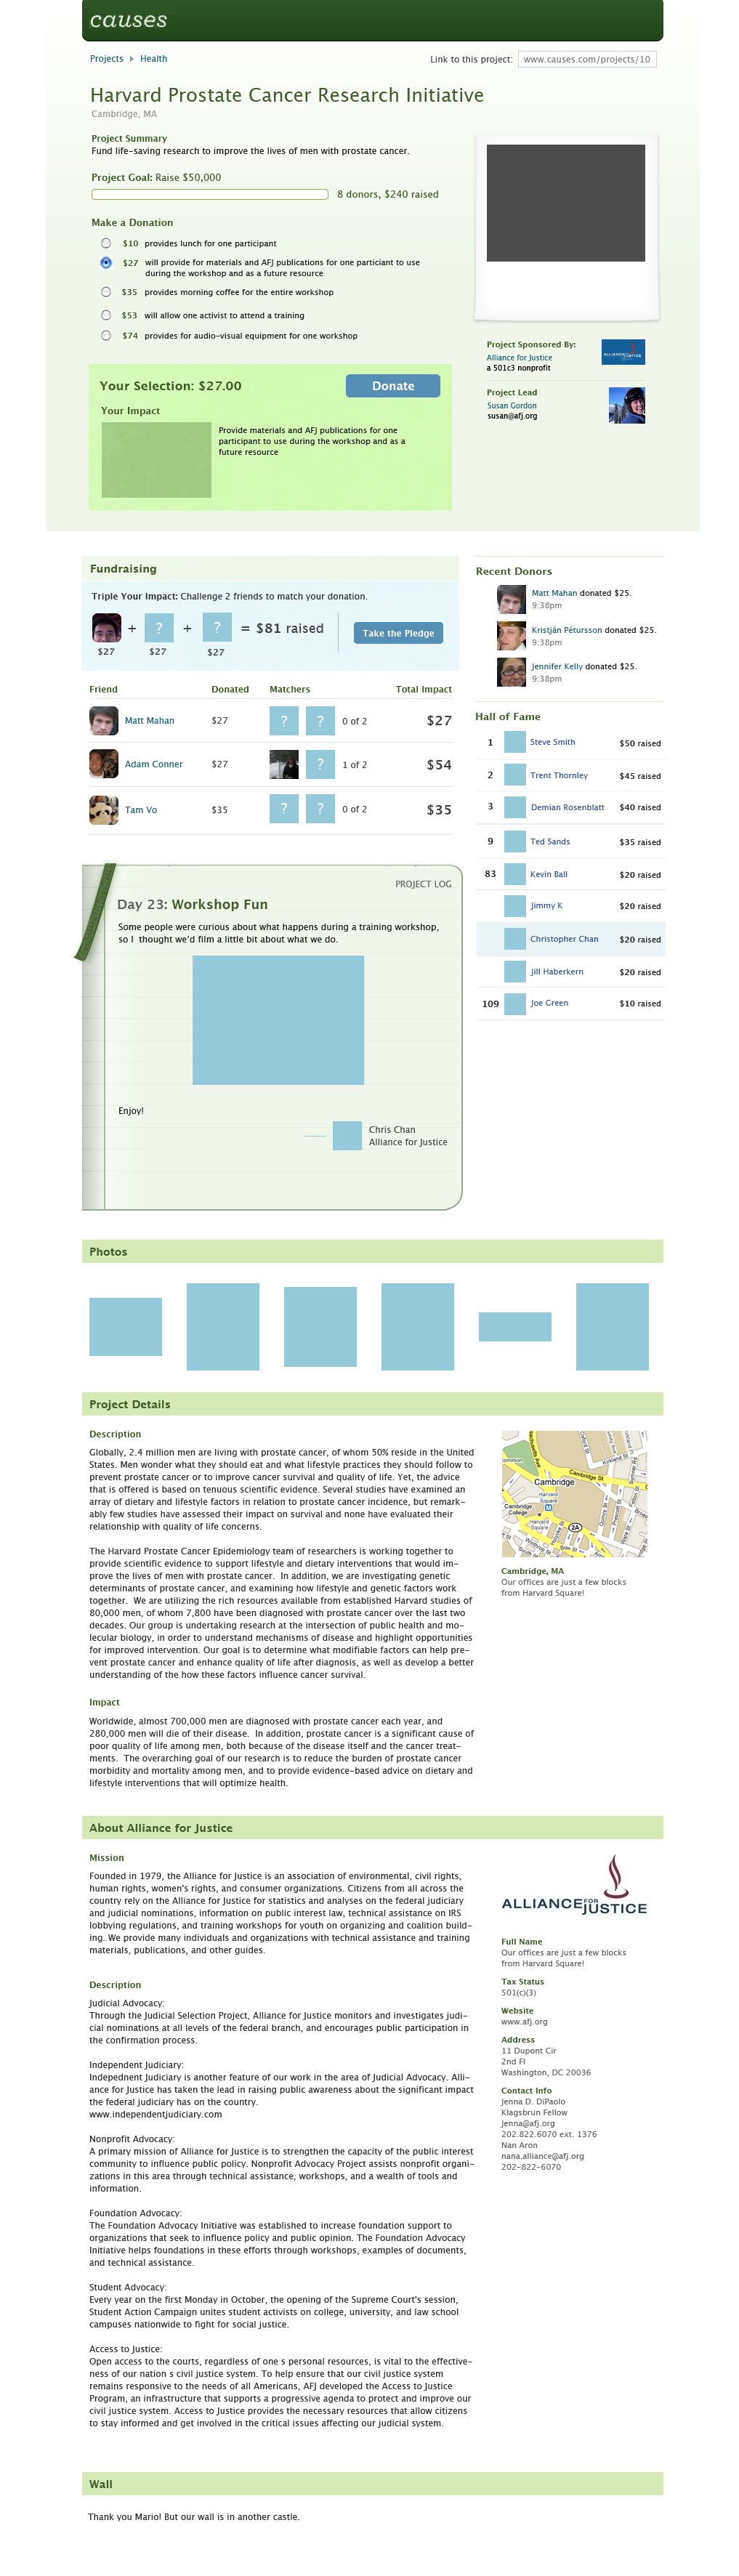 causes
Projects Health
Link to this project: www.causes.com/projects/10
Harvard Prostate Cancer Research Initiative
Cambridge, MA
Project Summary
Fund life-saving research to improve the lives of men with prostate cancer.
Project Goal: Raise $50,000
8 donors, $240 raised
Make a Donation
$10 provides lunch for one participant
$27 will provide for materials and AFJ publications for one particiant to use
during the workshop and as a future resource
$35 provides morning coffee for the entire workshop
$53 will allow one activist to attend a training
$74 provides for audio-visual equipment for one workshop
Project Sponsored By:
Alliance for Justice
a 501c3 nonprofit
Project Lead
Susan Gordon
susan@afj.org
Your Selection: $27.00
Donate
Your Impact
Provide materials and AFJ publications for one
participant to use during the workshop and as a
future resource
Fundraising
Triple Your Impact: Challenge 2 friends to match your donation.
+ ? + ? = $81 raised
$27 $27 $27
Take the Pledge
Friend Donated Matchers Total Impact
Matt Mahan $27 ? ? 0 of 2 $27
Adam Conner $27 ? 1 of 2 $54
Tam Vo $35 ? ? 0 of 2 $35
Recent Donors
Matt Mahan donated $25.
9:38pm
Kristján Pétursson donated $25.
9:38pm
Jennifer Kelly donated $25.
9:38pm
Hall of Fame
1 Steve Smith $50 raised
2 Trent Thornley $45 raised
3 Demian Rosenblatt $40 raised
9 Ted Sands $35 raised
83 Kevin Ball $20 raised
Jimmy K $20 raised
Christopher Chan $20 raised
Jill Haberkern $20 raised
109 Joe Green $10 raised
PROJECT LOG
Day 23: Workshop Fun
Some people were curious about what happens during a training workshop,
so I thought we'd film a little bit about what we do.
Enjoy!
Chris Chan
Alliance for Justice
Photos
Project Details
Description
Globally, 2.4 million men are living with prostate cancer, of whom 50% reside in the United
States. Men wonder what they should eat and what lifestyle practices they should follow to
prevent prostate cancer or to improve cancer survival and quality of life. Yet, the advice
that is offered is based on tenuous scientific evidence. Several studies have examined an
array of dietary and lifestyle factors in relation to prostate cancer incidence, but remark-
ably few studies have assessed their impact on survival and none have evaluated their
relationship with quality of life concerns.
The Harvard Prostate Cancer Epidemiology team of researchers is working together to
provide scientific evidence to support lifestyle and dietary interventions that would im-
prove the lives of men with prostate cancer. In addition, we are investigating genetic
determinants of prostate cancer, and examining how lifestyle and genetic factors work
together. We are utilizing the rich resources available from established Harvard studies of
80,000 men, of whom 7,800 have been diagnosed with prostate cancer over the last two
decades. Our group is undertaking research at the intersection of public health and mo-
lecular biology, in order to understand mechanisms of disease and highlight opportunities
for improved intervention. Our goal is to determine what modifiable factors can help pre-
vent prostate cancer and enhance quality of life after diagnosis, as well as develop a better
understanding of the how these factors influence cancer survival.
Impact
Worldwide, almost 700,000 men are diagnosed with prostate cancer each year, and
280,000 men will die of their disease. In addition, prostate cancer is a significant cause of
poor quality of life among men, both because of the disease itself and the cancer treat-
ments. The overarching goal of our research is to reduce the burden of prostate cancer
morbidity and mortality among men, and to provide evidence-based advice on dietary and
lifestyle interventions that will optimize health.
Cambridge St
Cambridge
Harvard
Square
M
Cambridge
College
Harvard
Square
2A
Cambridge, MA
Our offices are just a few blocks
from Harvard Square!
About Alliance for Justice
Mission
Founded in 1979, the Alliance for Justice is an association of environmental, civil rights,
human rights, women's rights, and consumer organizations. Citizens from all across the
country rely on the Alliance for Justice for statistics and analyses on the federal judiciary
and judicial nominations, information on public interest law, technical assistance on IRS
lobbying regulations, and training workshops for youth on organizing and coalition build-
ing. We provide many individuals and organizations with technical assistance and training
materials, publications, and other guides.
Description
Judicial Advocacy:
Through the Judicial Selection Project, Alliance for Justice monitors and investigates judi-
cial nominations at all levels of the federal branch, and encourages public participation in
the confirmation process.
Independent Judiciary:
Indepednent Judiciary is another feature of our work in the area of Judicial Advocacy. Alli-
ance for Justice has taken the lead in raising public awareness about the significant impact
the federal judiciary has on the country.
www.independentjudiciary.com
Nonprofit Advocacy:
A primary mission of Alliance for Justice is to strengthen the capacity of the public interest
community to influence public policy. Nonprofit Advocacy Project assists nonprofit organi-
zations in this area through technical assistance, workshops, and a wealth of tools and
information.
Foundation Advocacy:
The Foundation Advocacy Initiative was established to increase foundation support to
organizations that seek to influence policy and public opinion. The Foundation Advocacy
Initiative helps foundations in these efforts through workshops, examples of documents,
and technical assistance.
Student Advocacy:
Every year on the first Monday in October, the opening of the Supreme Court's session,
Student Action Campaign unites student activists on college, university, and law school
campuses nationwide to fight for social justice.
Access to Justice:
Open access to the courts, regardless of one s personal resources, is vital to the effective-
ness of our nation s civil justice system. To help ensure that our civil justice system
remains responsive to the needs of all Americans, AFJ developed the Access to Justice
Program, an infrastructure that supports a progressive agenda to protect and improve our
civil justice system. Access to Justice provides the necessary resources that allow citizens
to stay informed and get involved in the critical issues affecting our judicial system.
ALLIANCE FOR JUSTICE
Full Name
Our offices are just a few blocks
from Harvard Square!
Tax Status
501(c)(3)
Website
www.afj.org
Address
11 Dupont Cir
2nd Fl
Washington, DC 20036
Contact Info
Jenna D. DiPaolo
Klagsbrun Fellow
Jenna@afj.org
202.822.6070 ext. 1376
Nan Aron
nana.alliance@afj.org
202-822-6070
Wall
Thank you Mario! But our wall is in another castle.